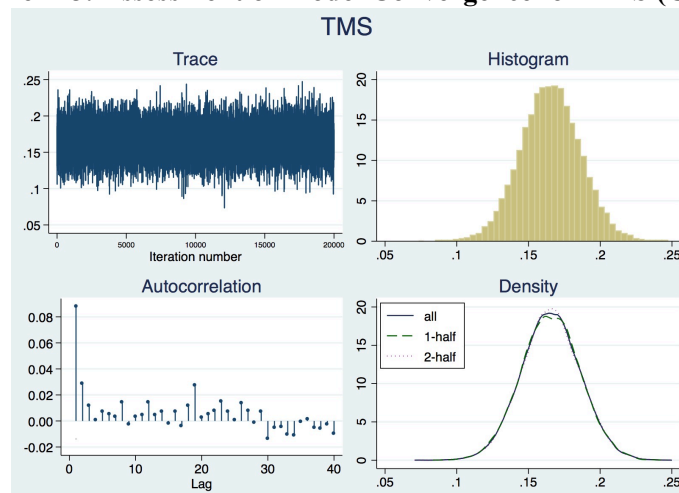 TMS
Trace
.25
.2
.15
.1
.05
0 5000 10000 15000 20000
Iteration number
Histogram
20
15
10
5
0
.05 .1 .15 .2 .25
Autocorrelation
0.08
0.06
0.04
0.02
0.00
-0.02
0 10 20 30 40
Lag
Density
all
1-half
2-half
20
15
10
5
0
.05 .1 .15 .2 .25